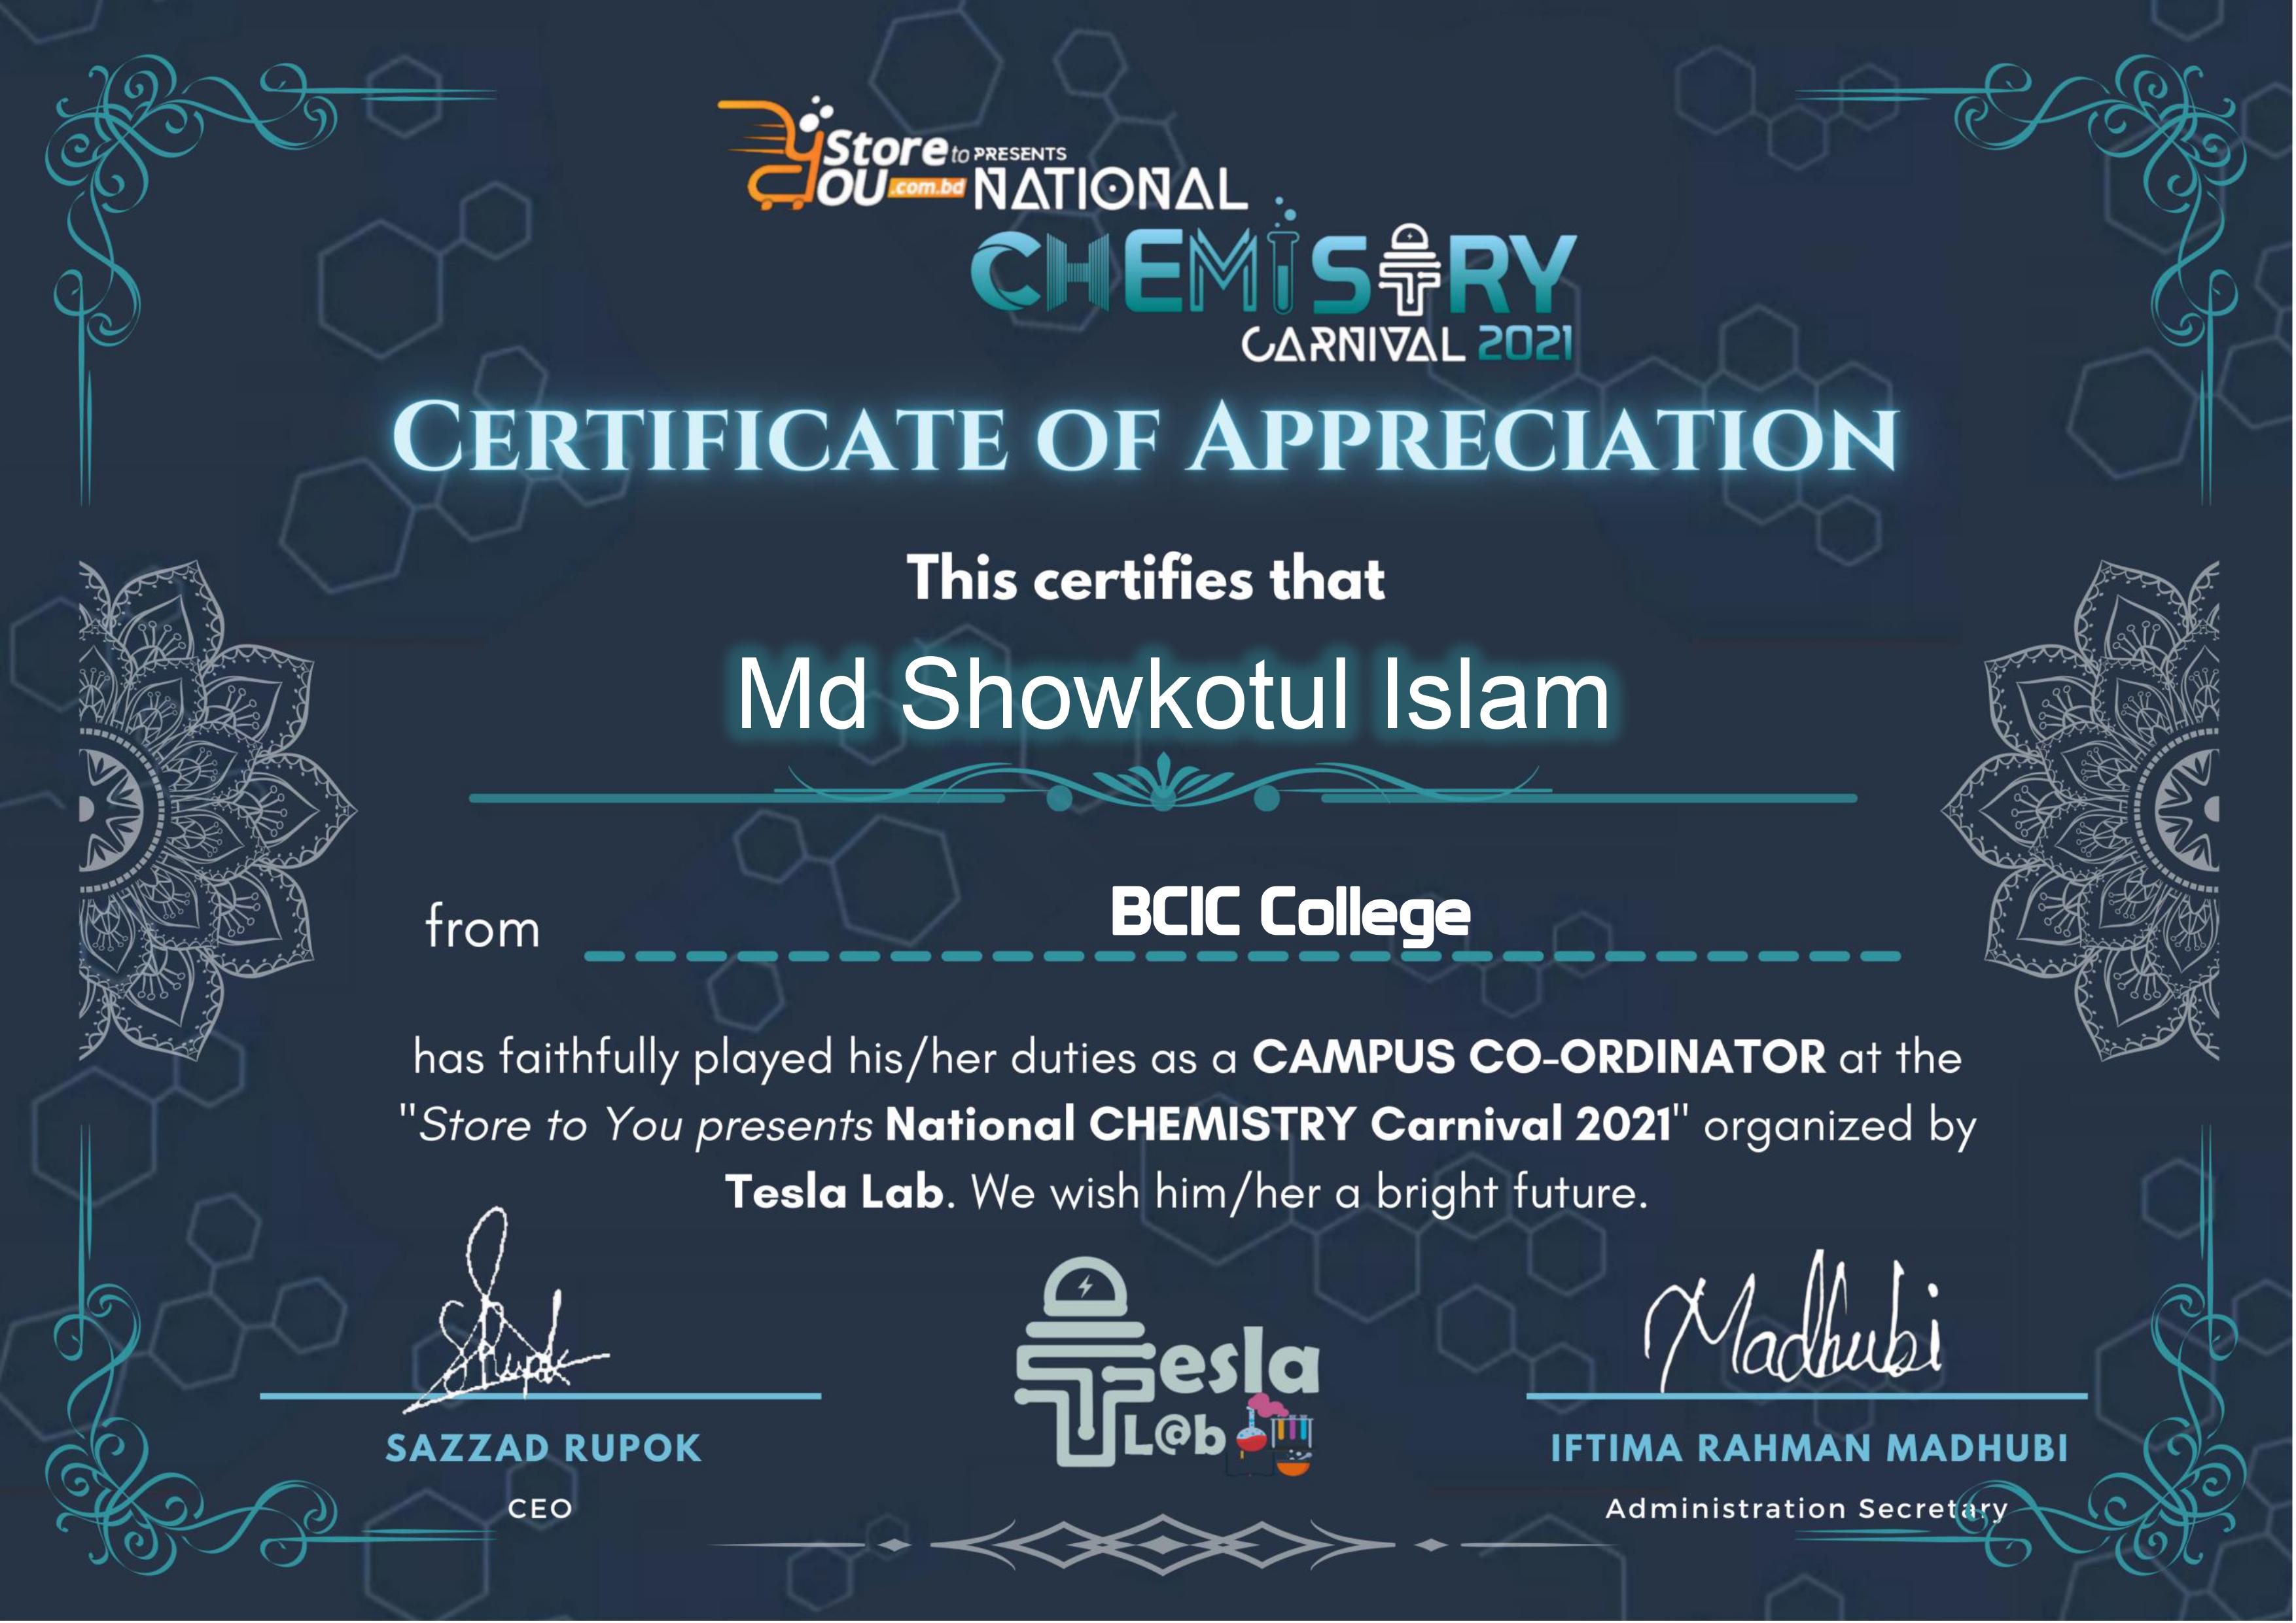 Store to PRESENTS
YOU .com.bd NATIONAL
CHEMISTRY
CARNIVAL 2021
CERTIFICATE OF APPRECIATION
This certifies that
Md Showkotul Islam
from BCIC College
has faithfully played his/her duties as a CAMPUS CO-ORDINATOR at the
"Store to You presents National CHEMISTRY Carnival 2021" organized by
Tesla Lab. We wish him/her a bright future.
SRupok
Madhubi
Tesla
L@b
SAZZAD RUPOK
IFTIMA RAHMAN MADHUBI
CEO
Administration Secretary